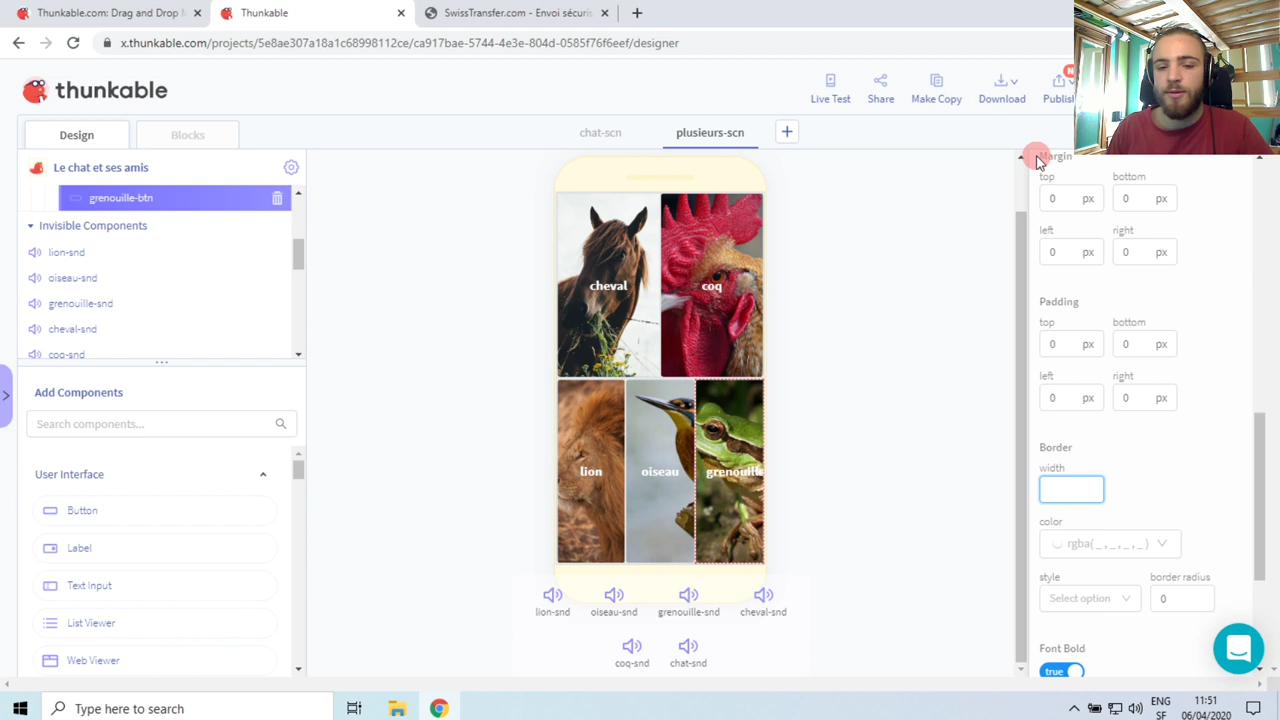 Thunkable.com: Drag and Drop M
Thunkable
SwissTransfer.com - Envoi sécuris
x.thunkable.com/projects/5e8ae307a18a1c68998112ce/ca917bae-5744-4e3e-804d-0585f76f6eef/designer
thunkable
Live Test
Share
Make Copy
Download
Publish
N
Design
Blocks
chat-scn
plusieurs-scn
Le chat et ses amis
grenouille-btn
Invisible Components
lion-snd
oiseau-snd
grenouille-snd
cheval-snd
coq-snd
Add Components
Search components...
User Interface
Button
Label
Text Input
List Viewer
Web Viewer
cheval
coq
lion
oiseau
grenouille
lion-snd
oiseau-snd
grenouille-snd
cheval-snd
coq-snd
chat-snd
Margin
top
bottom
0 px
0 px
left
right
0 px
0 px
Padding
top
bottom
0 px
0 px
left
right
0 px
0 px
Border
width
color
rgba(_,_,_,_)
style
border radius
Select option
0
Font Bold
true
Type here to search
ENG
SF
11:51
06/04/2020